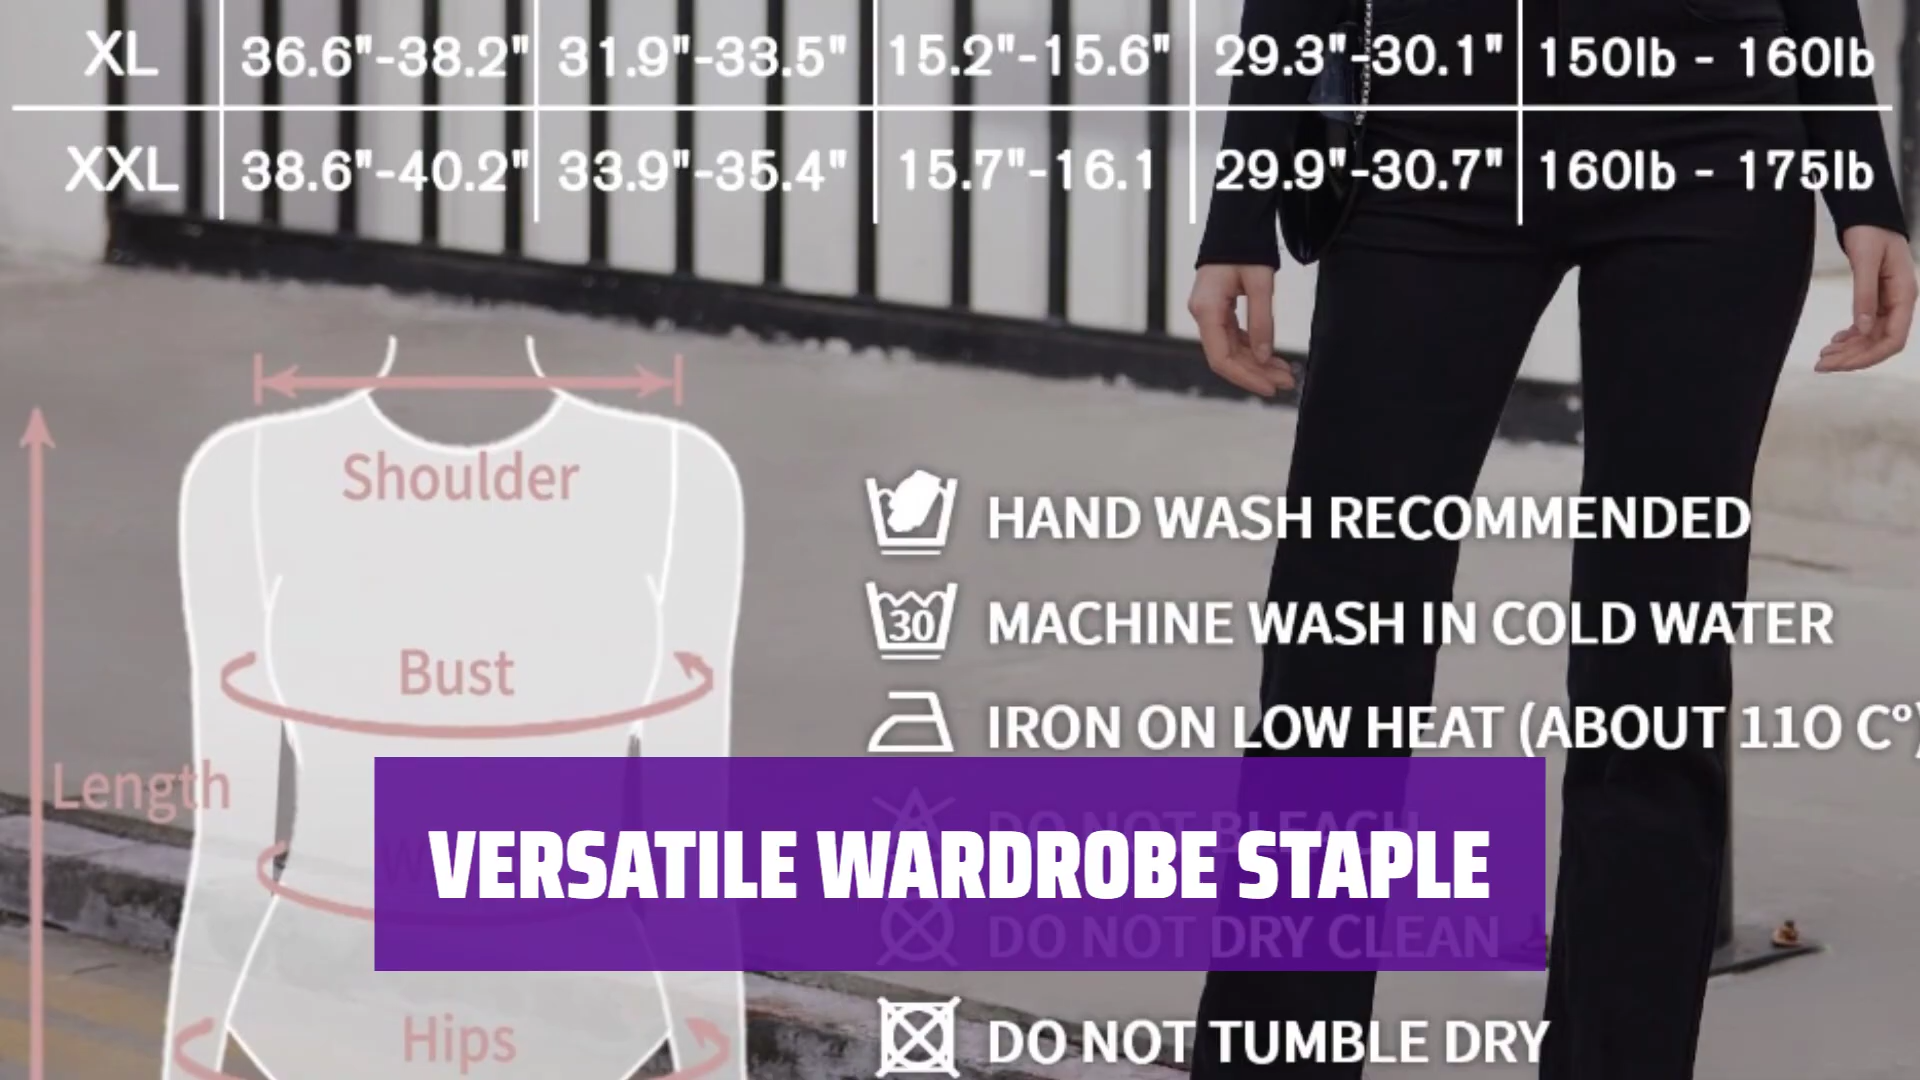 XL 36.6"-38.2" 31.9"-33.5" 15.2"-15.6" 29.3"-30.1" 150lb - 160lb
XXL 38.6"-40.2" 33.9"-35.4" 15.7"-16.1 29.9"-30.7" 160lb - 175lb
Shoulder
Bust
Length
Hips
HAND WASH RECOMMENDED
30 MACHINE WASH IN COLD WATER
IRON ON LOW HEAT (ABOUT 110 C°)
DO NOT BLEACH
VERSATILE WARDROBE STAPLE
DO NOT DRY CLEAN
DO NOT TUMBLE DRY